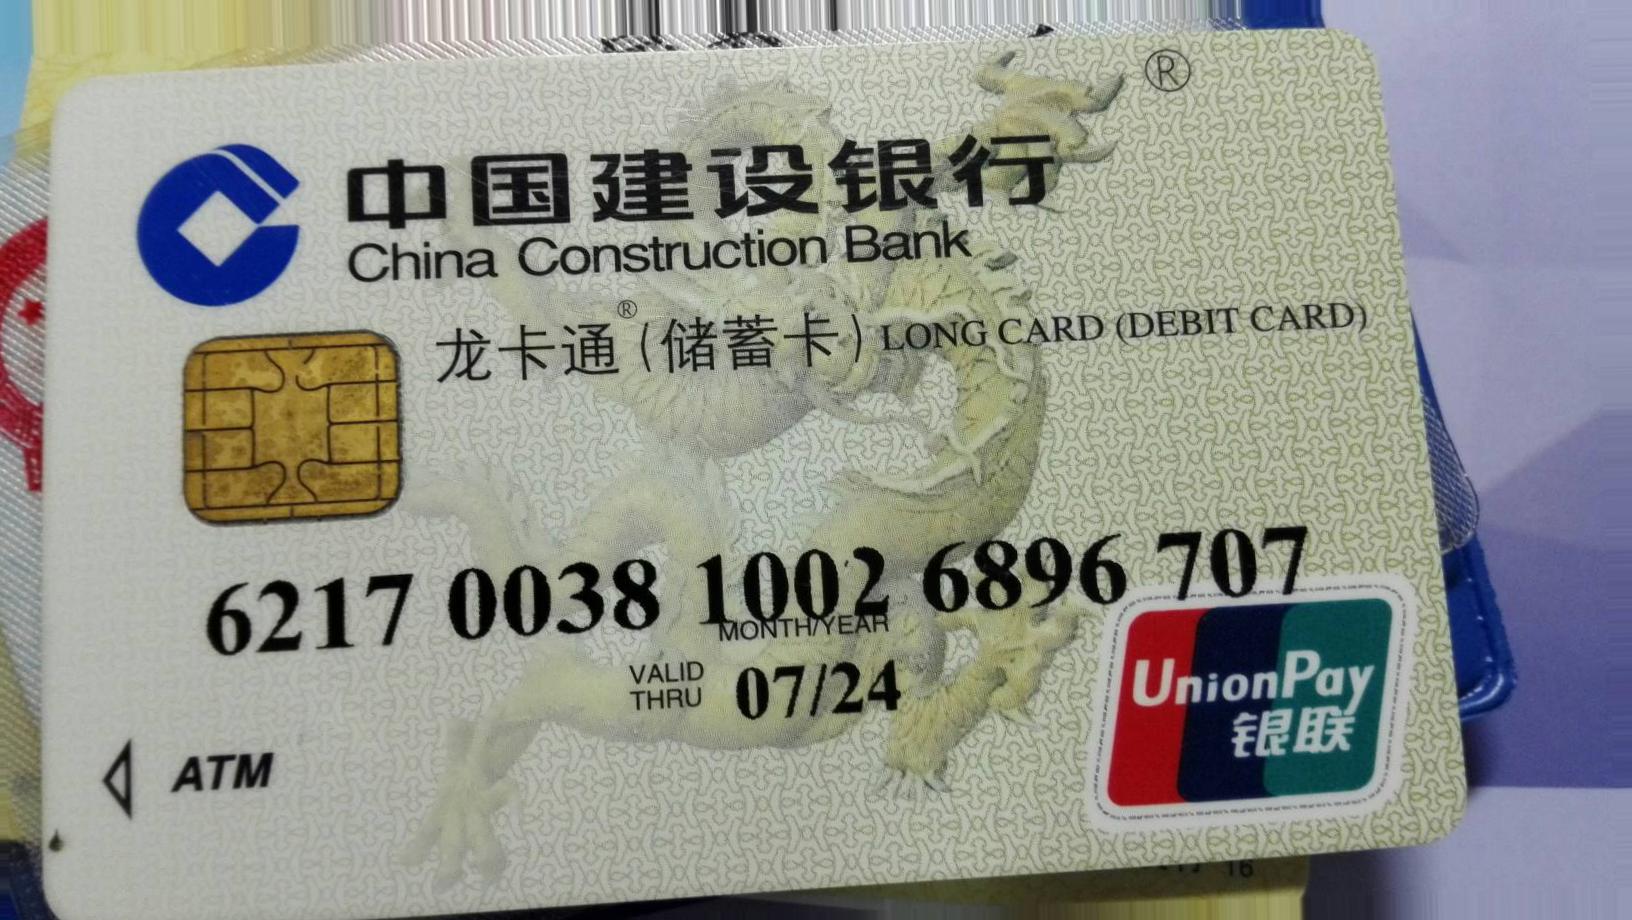 ®
中国建设银行
China Construction Bank
龙卡通®(储蓄卡) LONG CARD (DEBIT CARD)
6217 0038 1002 6896 707
MONTH/YEAR
VALID THRU 07/24
ATM
UnionPay
银联
16